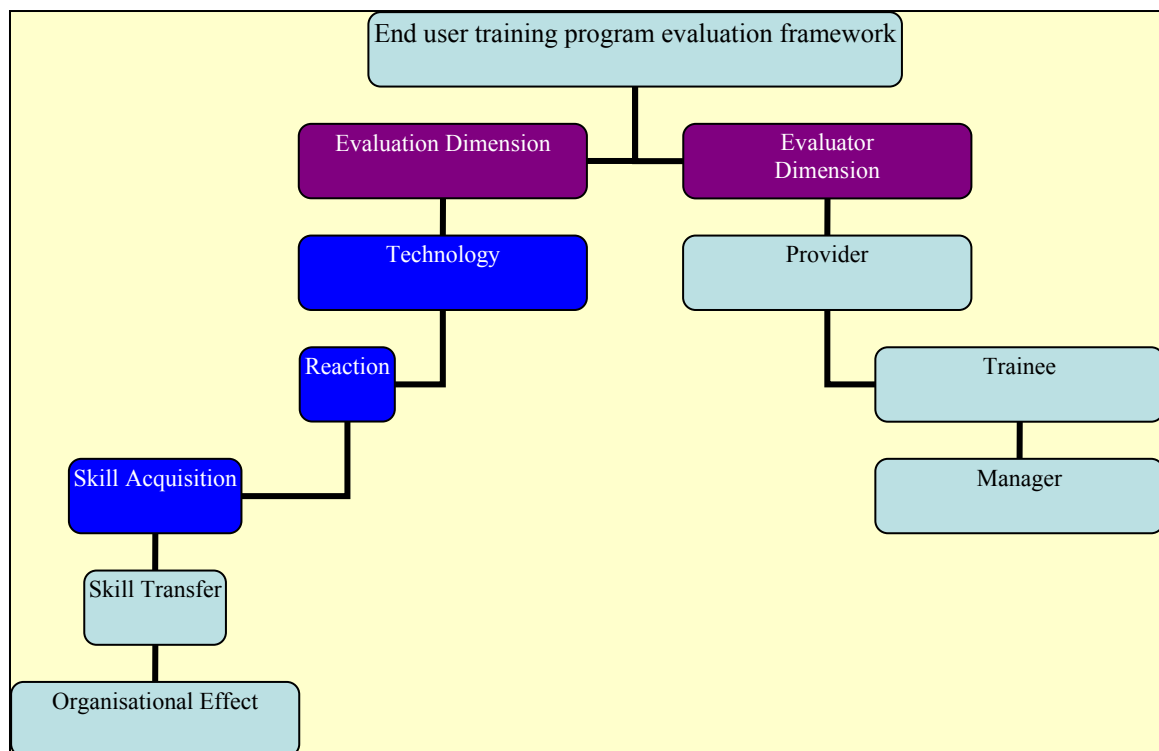 End user training program evaluation framework
Evaluation Dimension
Evaluator
Dimension
Technology
Provider
Reaction
Trainee
Skill Acquisition
Manager
Skill Transfer
Organisational Effect